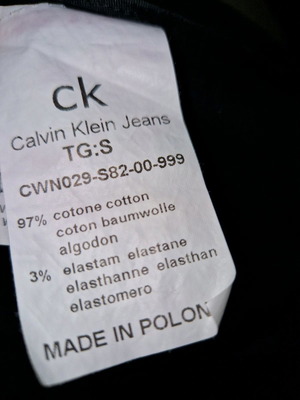 ck
Calvin Klein Jeans
TG:S
CWN029-S82-00-999
97% cotone cotton
coton baumwolle
algodon
3% elastam elastane
elasthanne elasthan
elastomero
MADE IN POLON